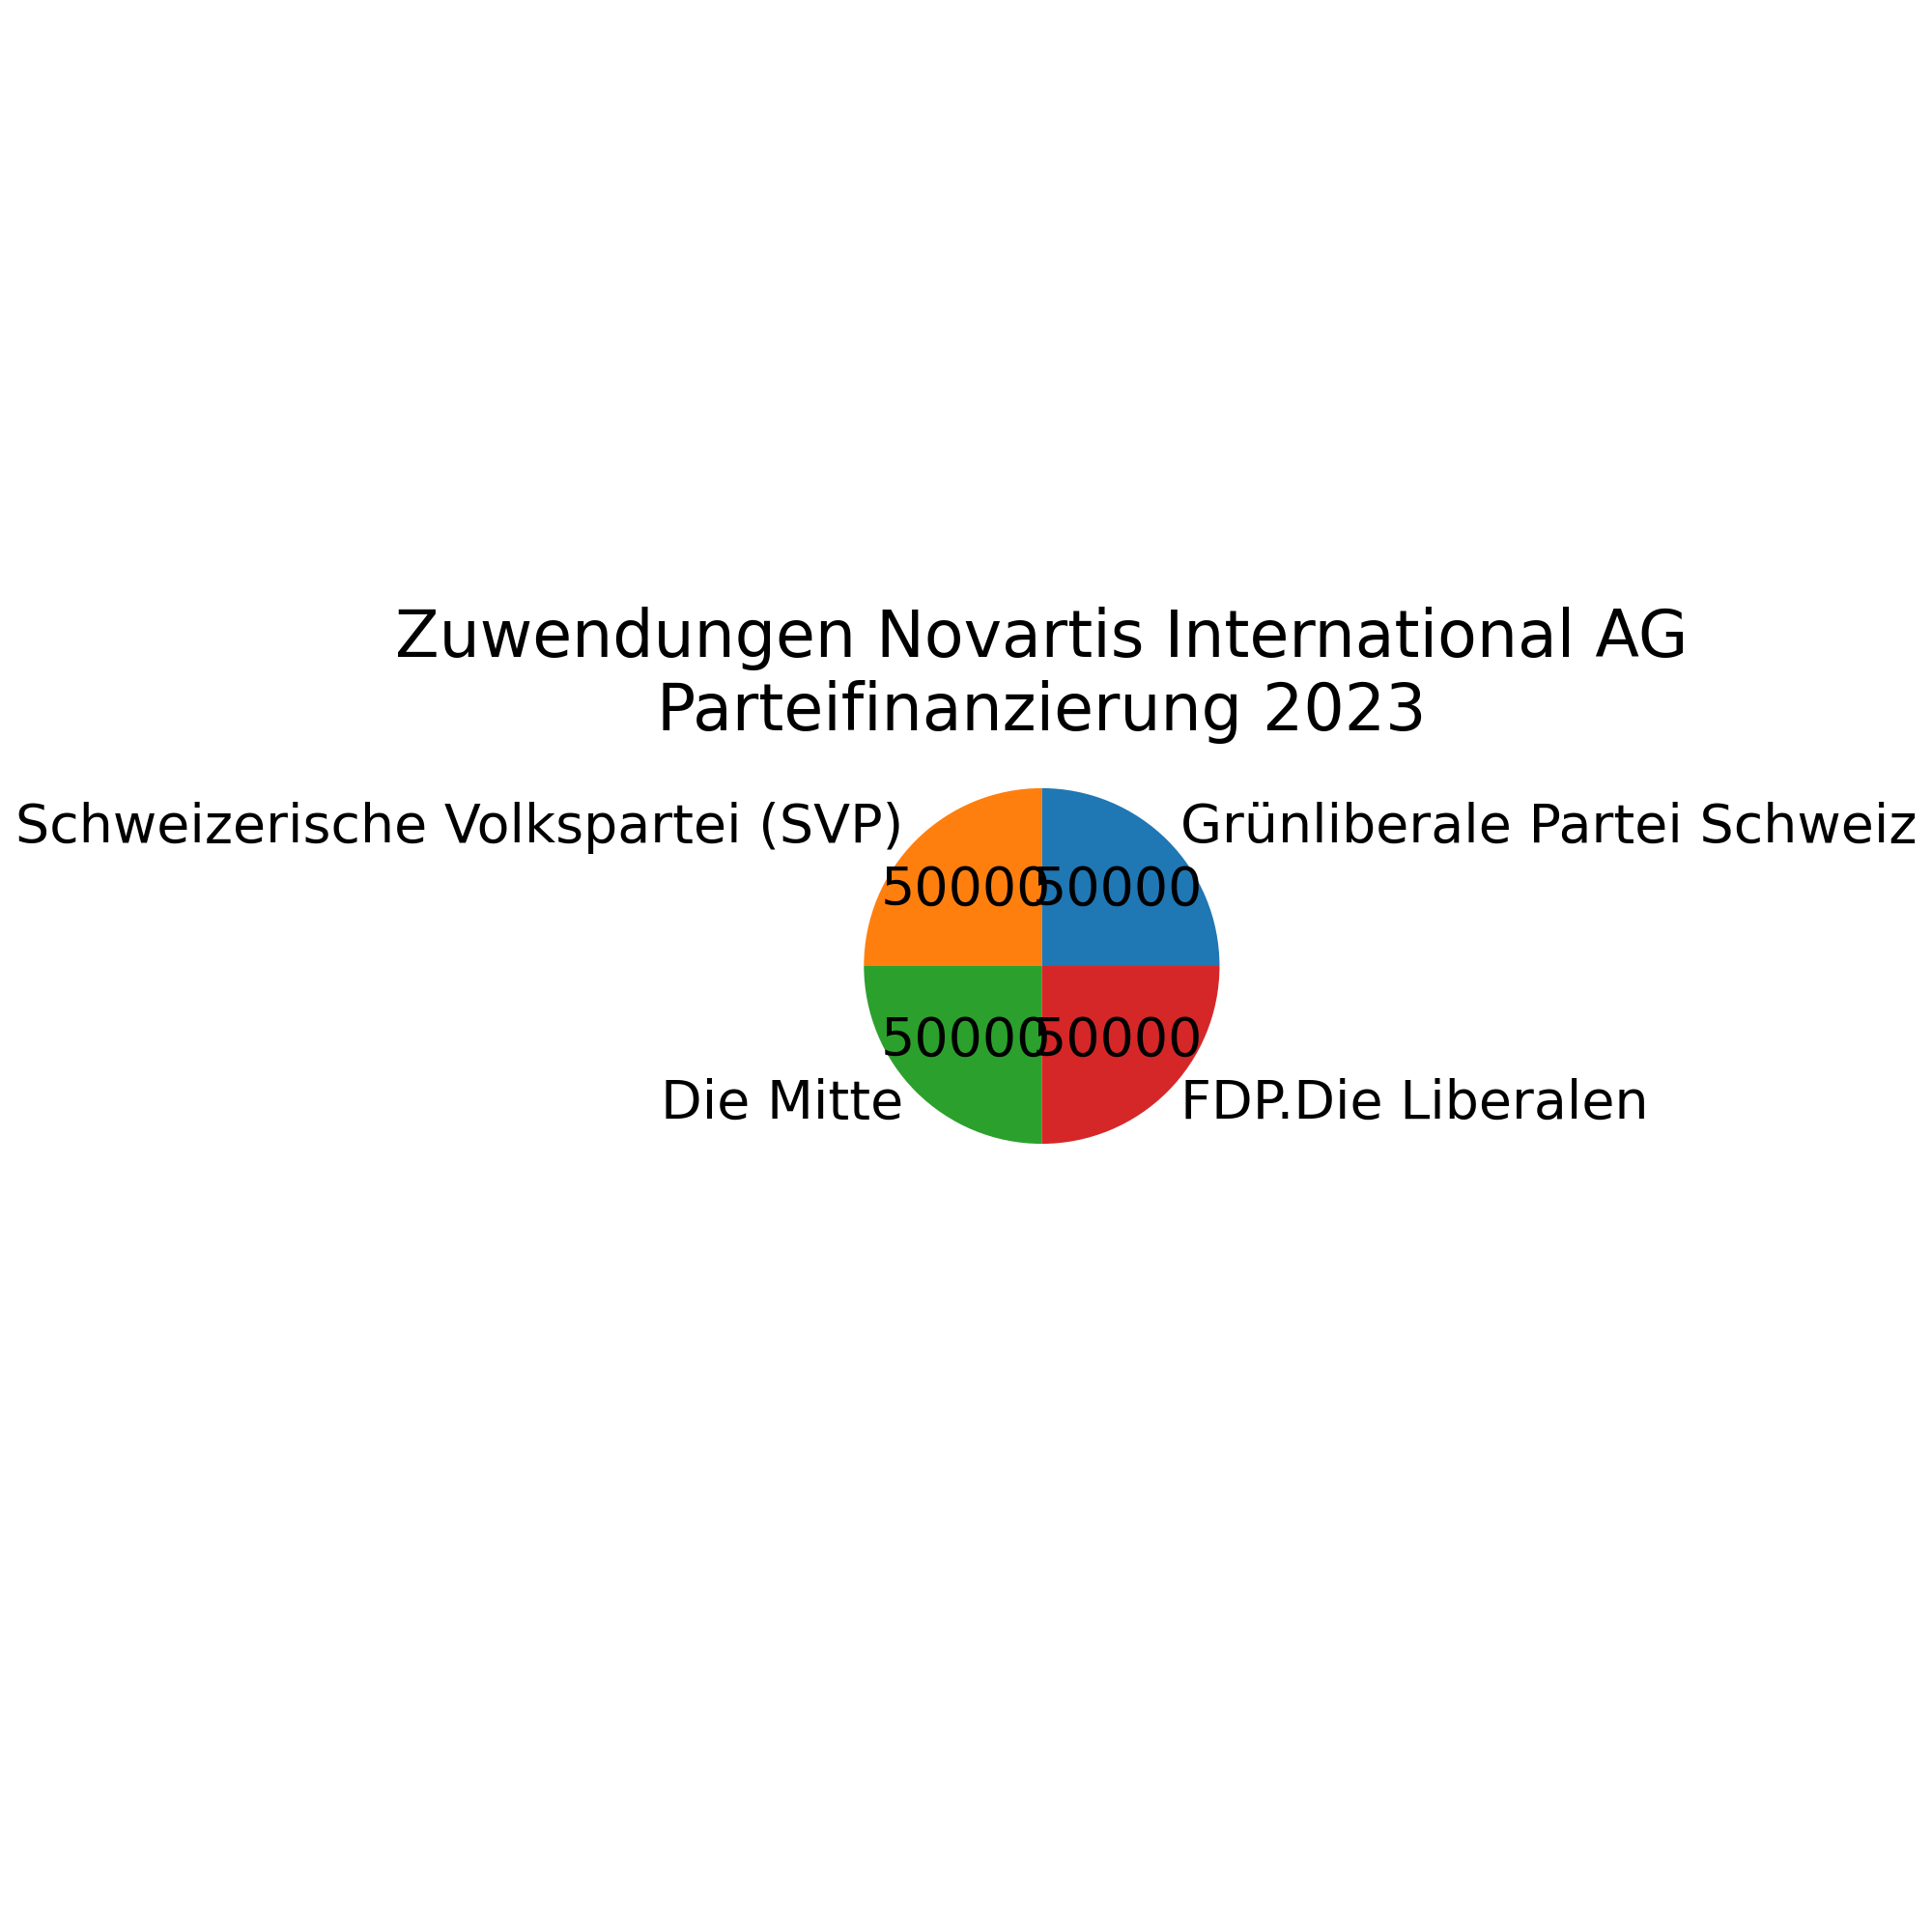 Zuwendungen Novartis International AG
Parteifinanzierung 2023
Schweizerische Volkspartei (SVP)
Grünliberale Partei Schweiz
50000
50000
50000
50000
Die Mitte
FDP.Die Liberalen